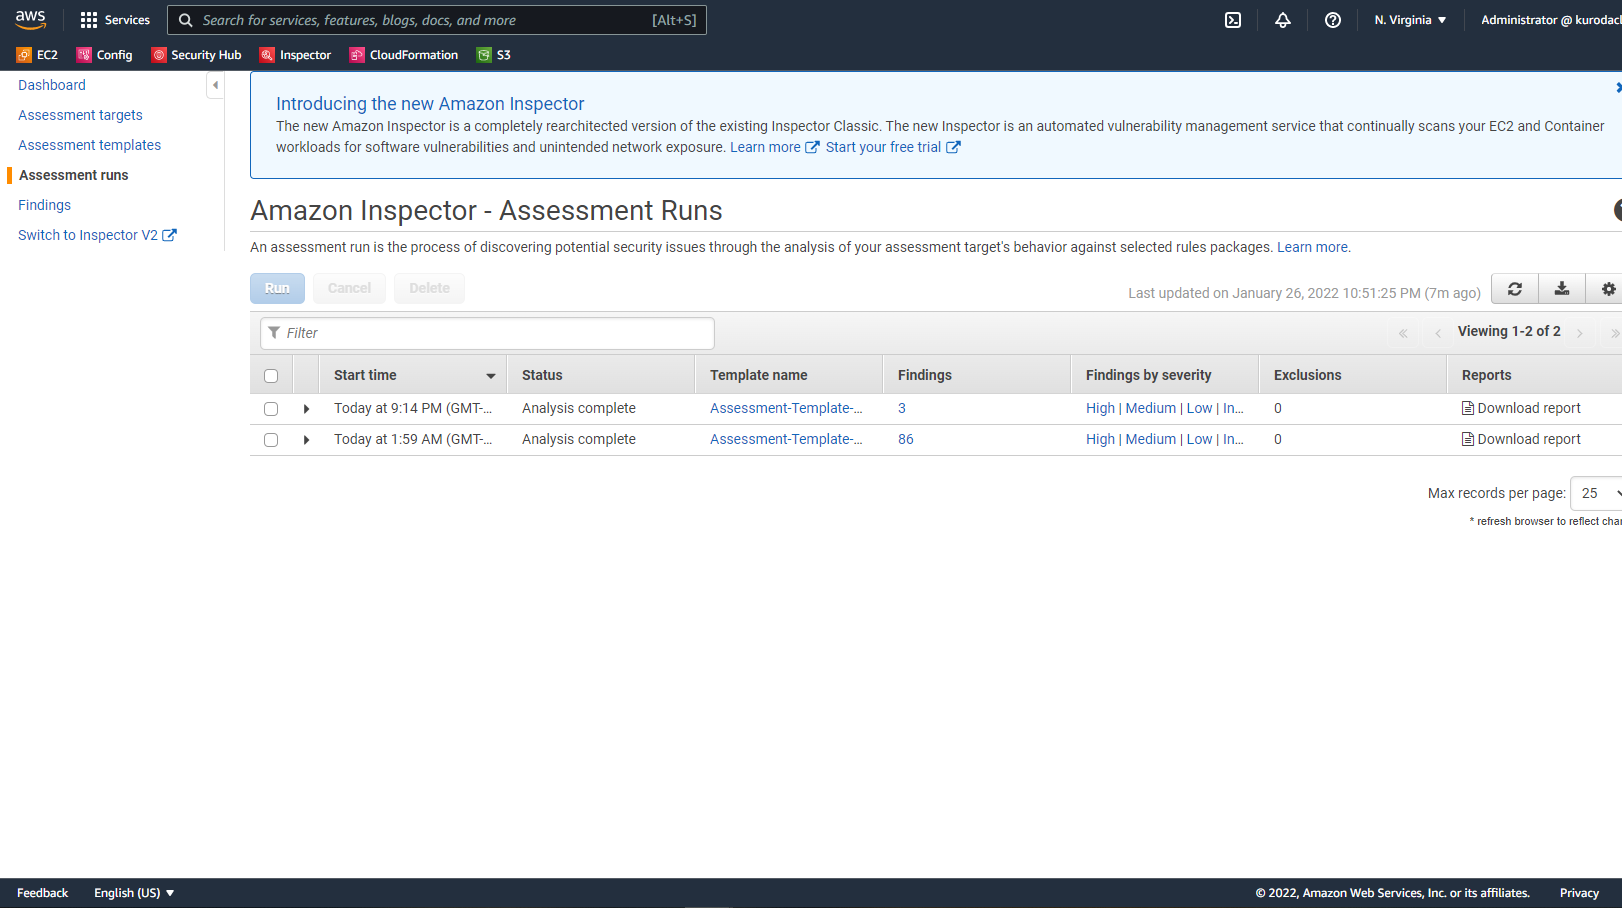 aws
Services
Search for services, features, blogs, docs, and more [Alt+S]
N. Virginia
Administrator @
EC2 Config Security Hub Inspector CloudFormation S3
Dashboard
Assessment targets
Assessment templates
Assessment runs
Findings
Switch to Inspector V2
Introducing the new Amazon Inspector
The new Amazon Inspector is a completely rearchitected version of the existing Inspector Classic. The new Inspector is an automated vulnerability management service that continually scans your EC2 and Container
workloads for software vulnerabilities and unintended network exposure. Learn more Start your free trial
Amazon Inspector - Assessment Runs
An assessment run is the process of discovering potential security issues through the analysis of your assessment target's behavior against selected rules packages. Learn more.
Run Cancel Delete
Last updated on January 26, 2022 10:51:25 PM (7m ago)
Filter
« ‹ Viewing 1-2 of 2 › »
Start time Status Template name Findings Findings by severity Exclusions Reports
Today at 9:14 PM (GMT-... Analysis complete Assessment-Template-... 3 High | Medium | Low | In... 0 Download report
Today at 1:59 AM (GMT-... Analysis complete Assessment-Template-... 86 High | Medium | Low | In... 0 Download report
Max records per page: 25
* refresh browser to reflect
Feedback English (US)
© 2022, Amazon Web Services, Inc. or its affiliates. Privacy